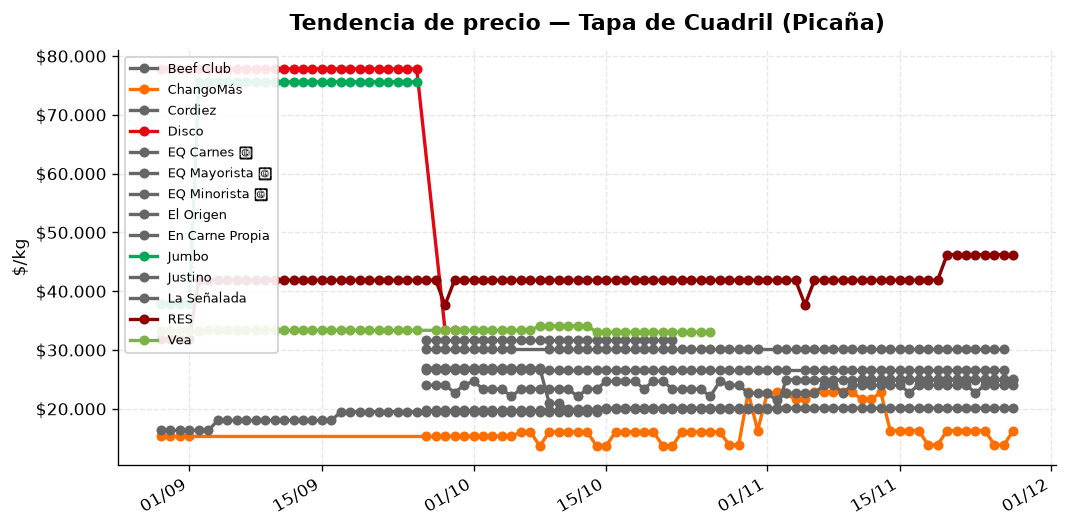 Tendencia de precio — Tapa de Cuadril (Picaña)
$80.000
$70.000
$60.000
$50.000
$40.000
$30.000
$20.000
$/kg
Beef Club
ChangoMás
Cordiez
Disco
EQ Carnes
EQ Mayorista
EQ Minorista
El Origen
En Carne Propia
Jumbo
Justino
La Señalada
RES
Vea
01/09
15/09
01/10
15/10
01/11
15/11
01/12